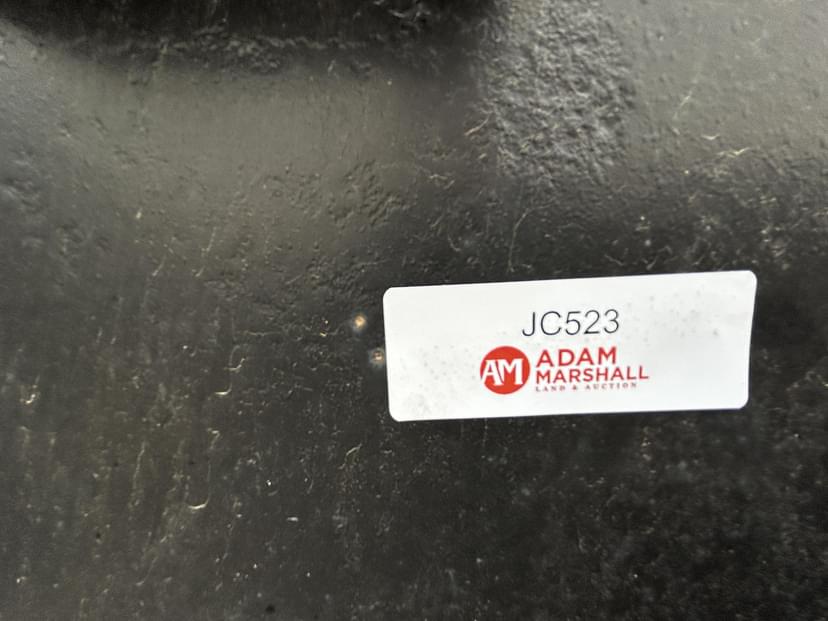 JC523
AM ADAM
MARSHALL
LAND & AUCTION